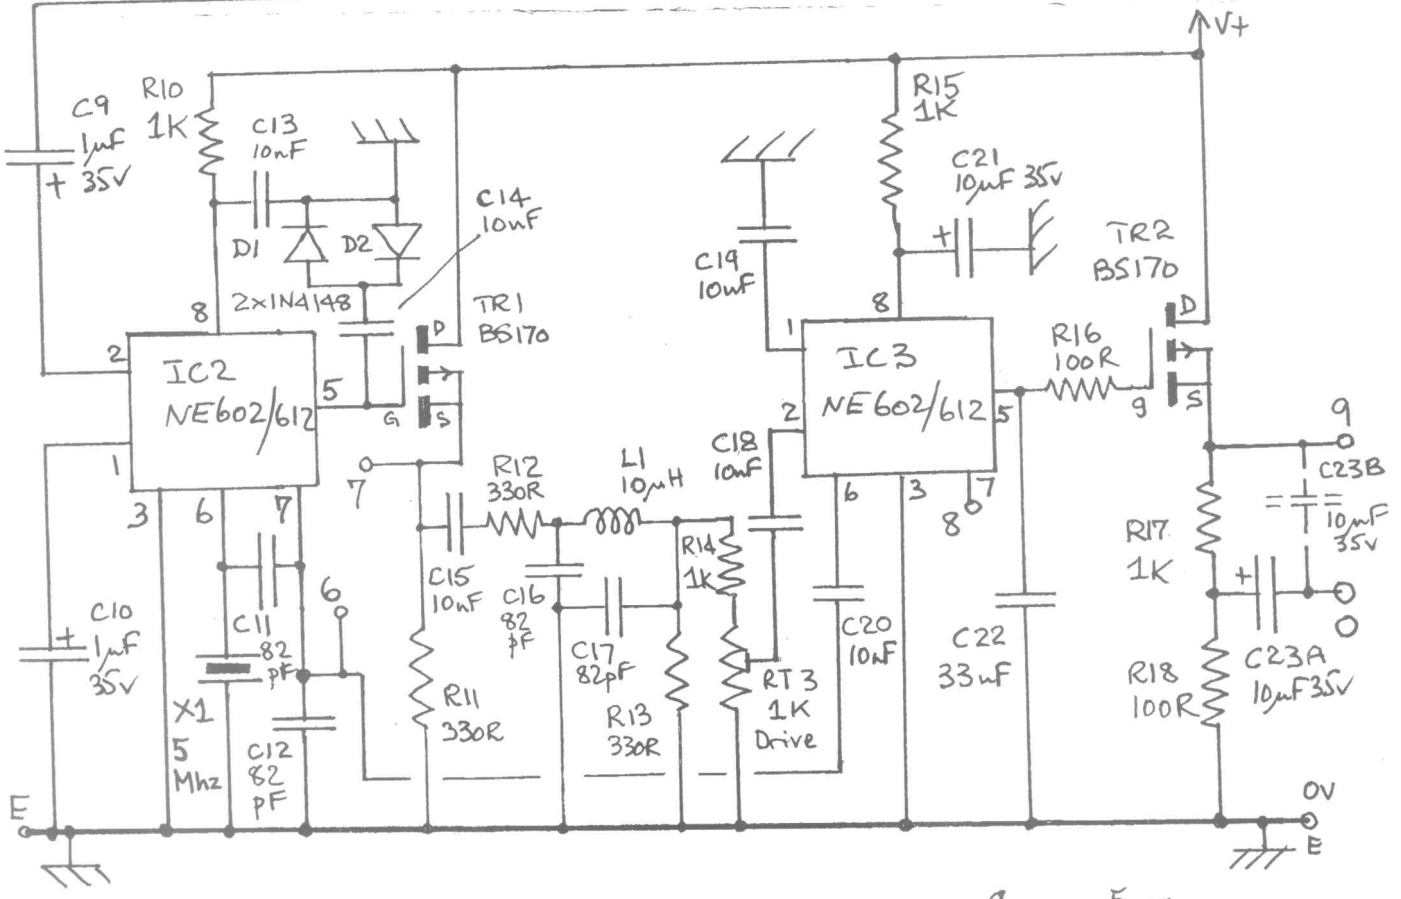 V+
R10
1K
C9
1µF
+ 35V
C13
10nF
C14
10nF
R15
1K
C21
10µF 35V
+
TR2
BS170
D1
D2
2x1N4148
C19
10nF
TR1
BS170
D
G
S
8
2
IC2
NE602/612
5
1
3
6
7
8
1
IC3
NE602/612
2
5
6
3
7
8
R16
100R
D
g
S
9
C23B
10µF
35V
7
R12
330R
L1
10µH
C18
10nF
R14
1K
C15
10nF
C16
82
pF
C17
82pF
R13
330R
RT3
1K
Drive
C20
10nF
C22
33nF
R17
1K
+
C23A
10µF35V
R18
100R
C10
+
1µF
35V
C11
82
pF
6
X1
5
Mhz
C12
82
pF
R11
330R
E
0V
E